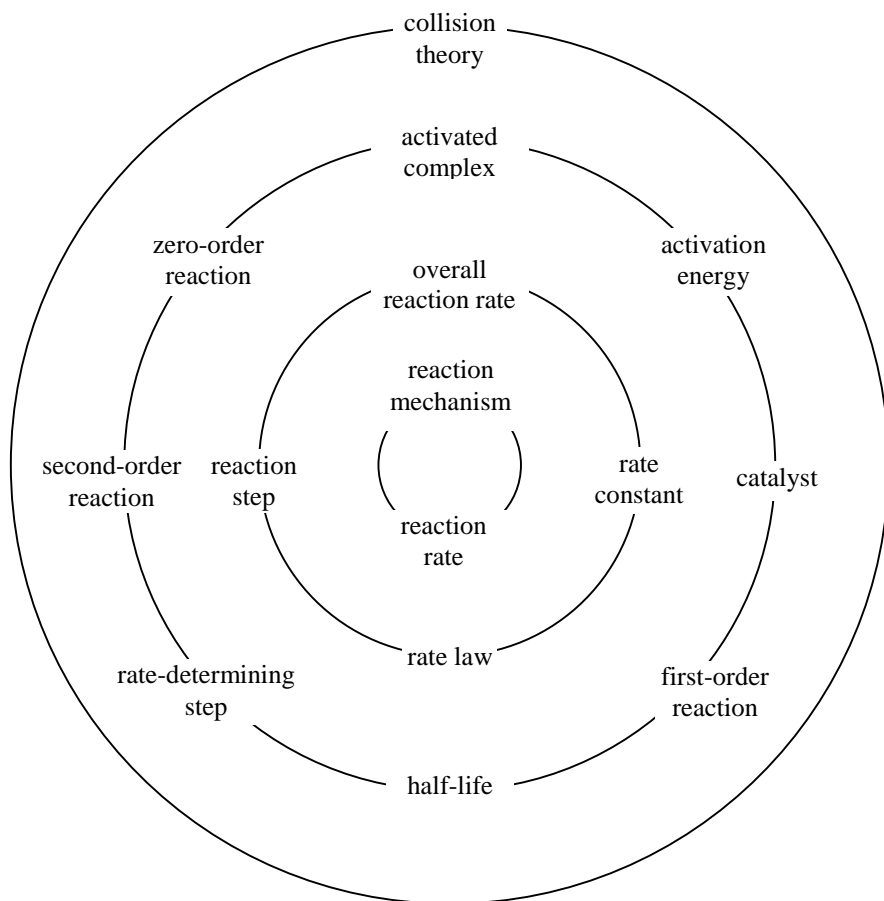 collision
theory
activated
complex
zero-order
reaction
activation
energy
overall
reaction rate
reaction
mechanism
second-order
reaction
reaction
step
rate
constant
catalyst
reaction
rate
rate law
rate-determining
step
first-order
reaction
half-life